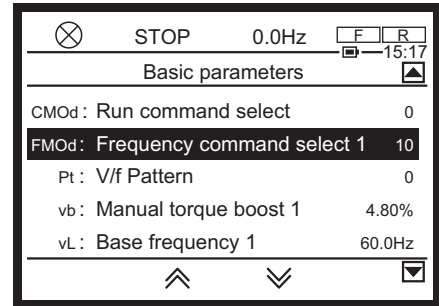 STOP 0.0Hz F R
15:17
Basic parameters
CMOd : Run command select 0
FMOd : Frequency command select 1 10
Pt : V/f Pattern 0
vb : Manual torque boost 1 4.80%
vL : Base frequency 1 60.0Hz